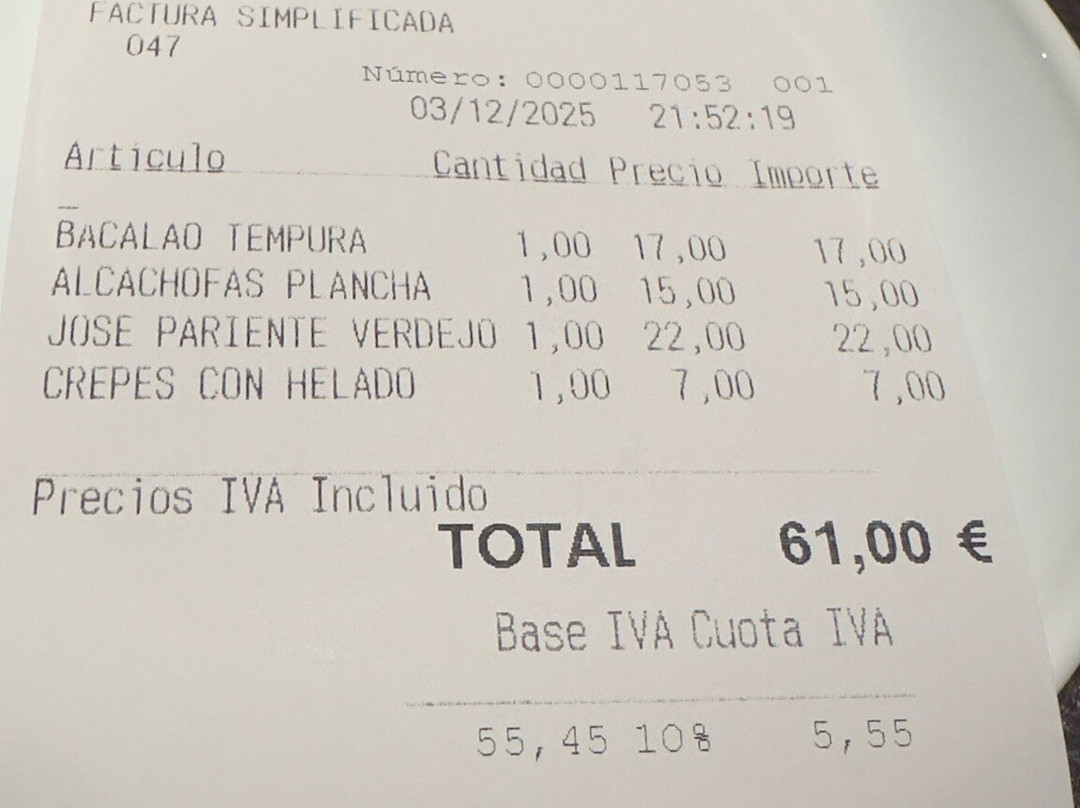 FACTURA SIMPLIFICADA
047
Número: 0000117053 001
03/12/2025 21:52:19
Artículo Cantidad Precio Importe
BACALAO TEMPURA 1,00 17,00 17,00
ALCACHOFAS PLANCHA 1,00 15,00 15,00
JOSE PARIENTE VERDEJO 1,00 22,00 22,00
CREPES CON HELADO 1,00 7,00 7,00
Precios IVA Incluido
TOTAL 61,00 €
Base IVA Cuota IVA
55,45 10% 5,55